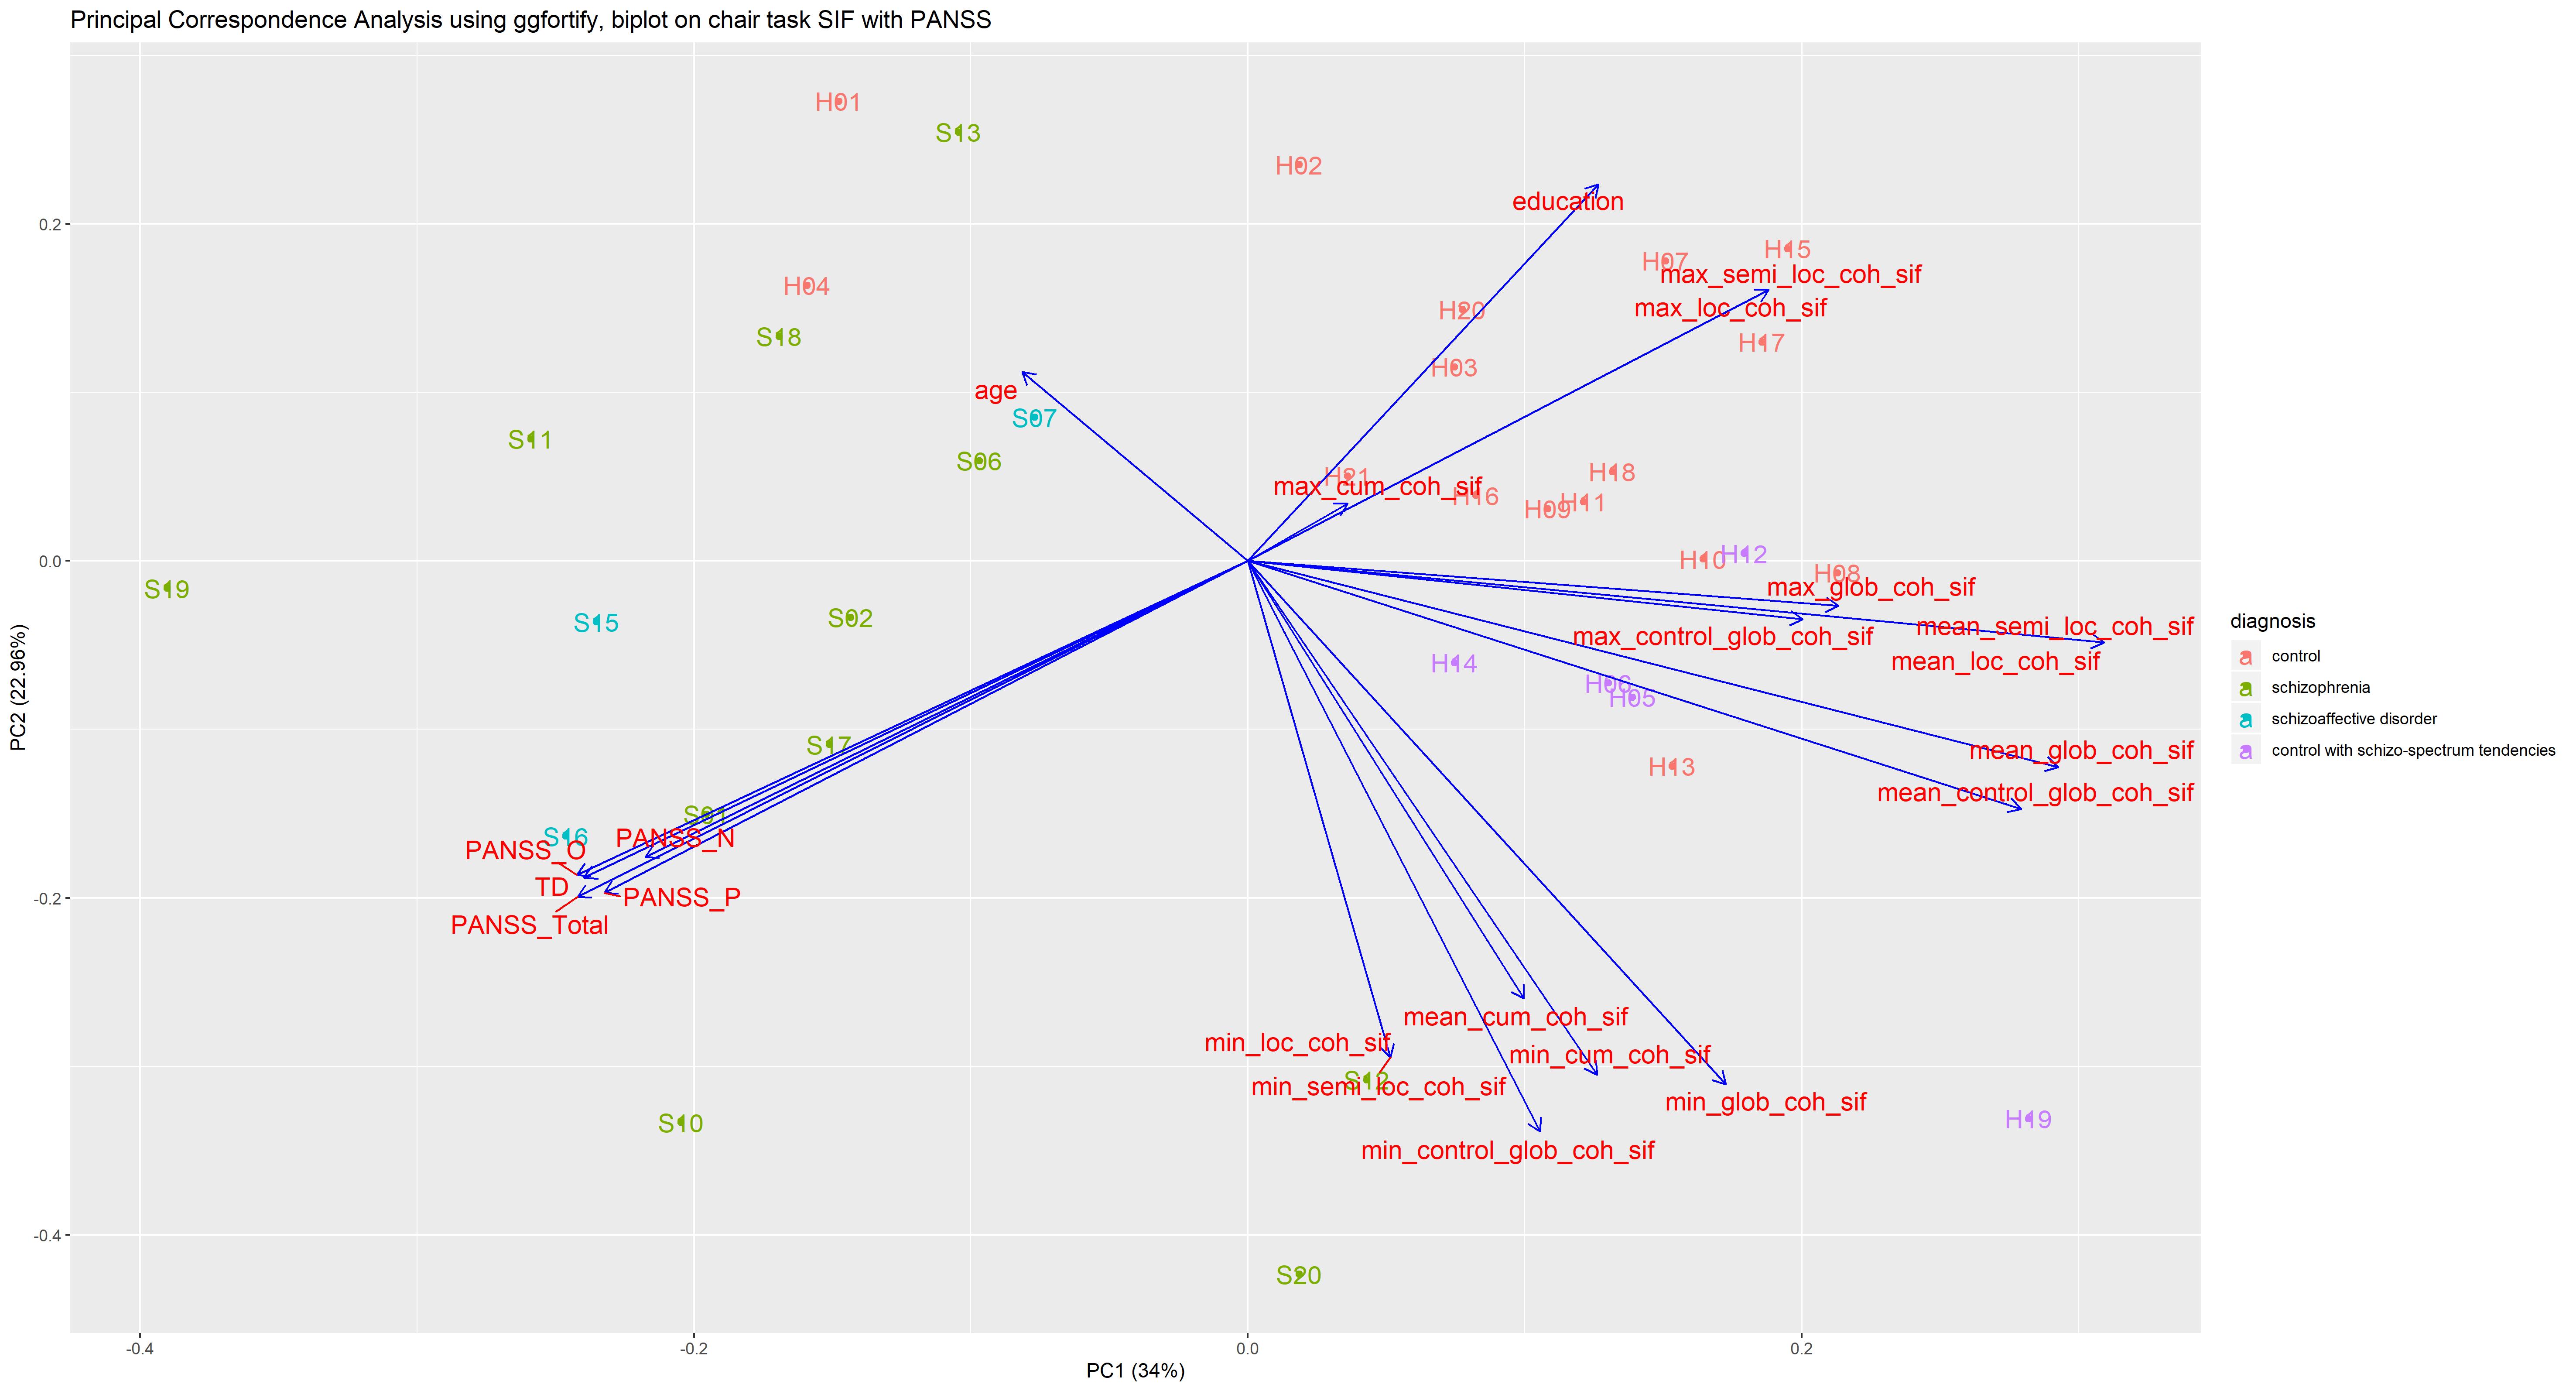 Principal Correspondence Analysis using ggfortify, biplot on chair task SIF with PANSS
H01
S13
H02
education
H15
H07
max_semi_loc_coh_sif
H04
max_loc_coh_sif
H20
S18
H17
H03
age
S07
S11
S06
H18
H21
max_cum_coh_sif
H16
H11
H09
H10
H12
H08
max_glob_coh_sif
S19
S15
S02
mean_semi_loc_coh_sif
max_control_glob_coh_sif
mean_loc_coh_sif
H14
H06
H05
S17
mean_glob_coh_sif
H13
mean_control_glob_coh_sif
S01
S16
PANSS_N
PANSS_O
TD
PANSS_P
PANSS_Total
mean_cum_coh_sif
min_loc_coh_sif
min_cum_coh_sif
S12
min_semi_loc_coh_sif
min_glob_coh_sif
S10
H19
min_control_glob_coh_sif
S20
0.2
0.0
-0.2
-0.4
PC2 (22.96%)
-0.4
-0.2
0.0
0.2
PC1 (34%)
diagnosis
a control
a schizophrenia
a schizoaffective disorder
a control with schizo-spectrum tendencies